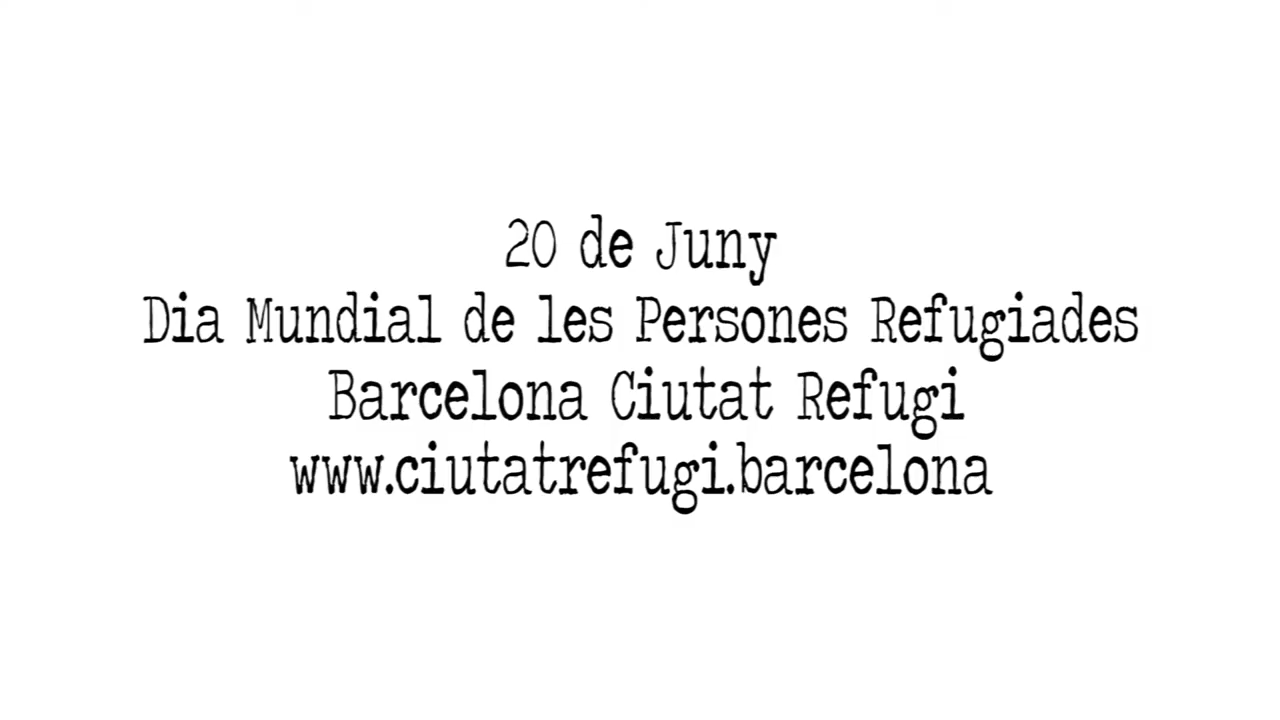 20 de Juny
Dia Mundial de les Persones Refugiades
Barcelona Ciutat Refugi
www.ciutatrefugi.barcelona